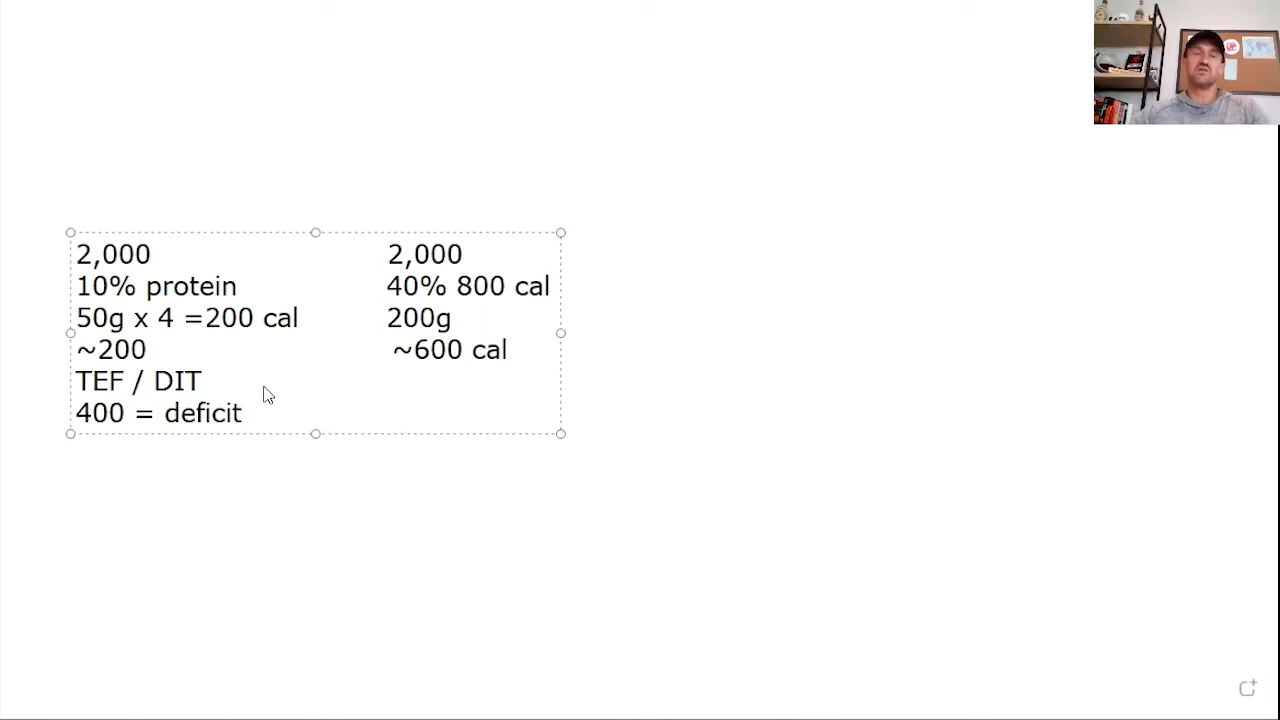 2,000 2,000
10% protein 40% 800 cal
50g x 4 =200 cal 200g
~200 ~600 cal
TEF / DIT
400 = deficit
UP